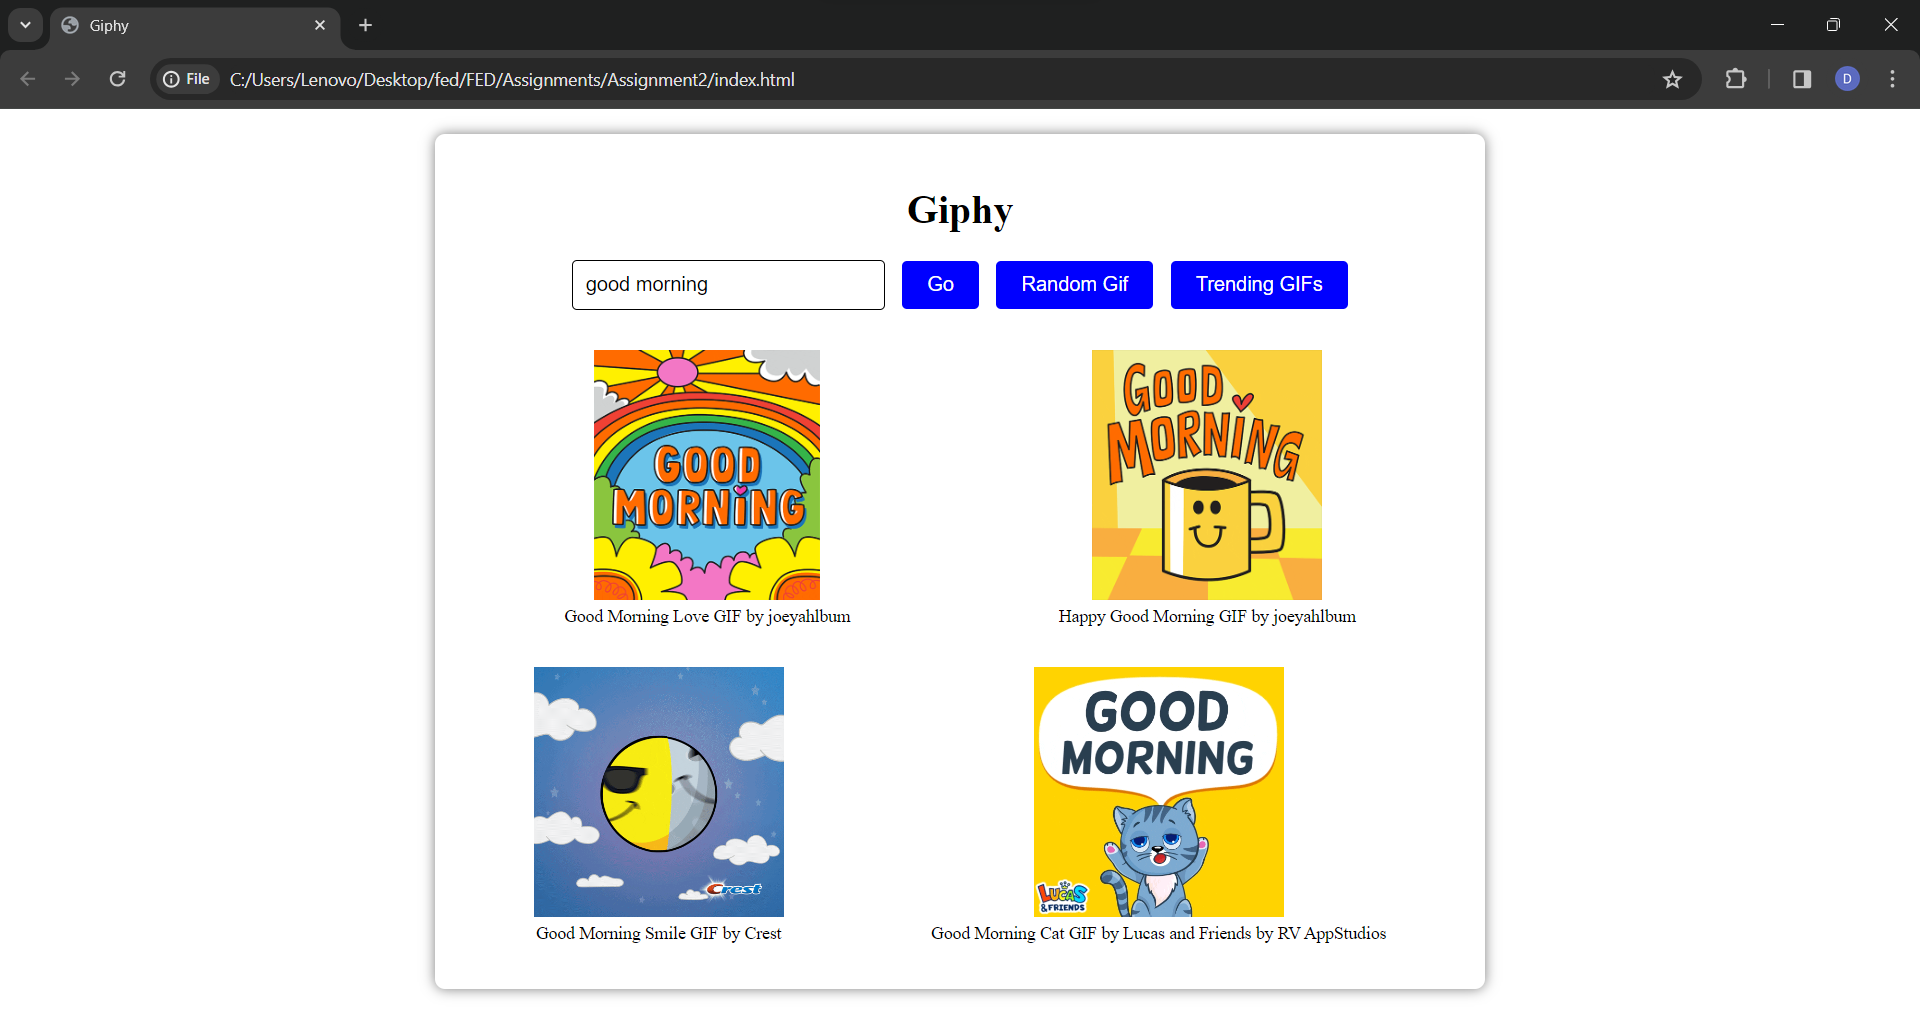 Giphy
File C:/Users/Lenovo/Desktop/fed/FED/Assignments/Assignment2/index.html
D
Giphy
good morning Go Random Gif Trending GIFs
GOOD
MORNING
GOOD
MORNING
Good Morning Love GIF by joeyahlbum
Happy Good Morning GIF by joeyahlbum
Crest
GOOD
MORNING
LUCAS
& FRIENDS
Good Morning Smile GIF by Crest
Good Morning Cat GIF by Lucas and Friends by RV AppStudios